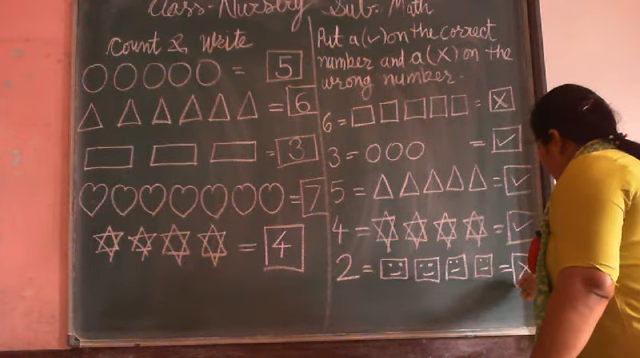 Class- Nursery Sub- Math
Count & Write
= 5
= 6
= 3
= 7
= 4
Put a (✓) on the correct
number and a (X) on the
wrong number.
6 = = X
3 = = ✓
5 = = ✓
4 = = ✓
2 = = X